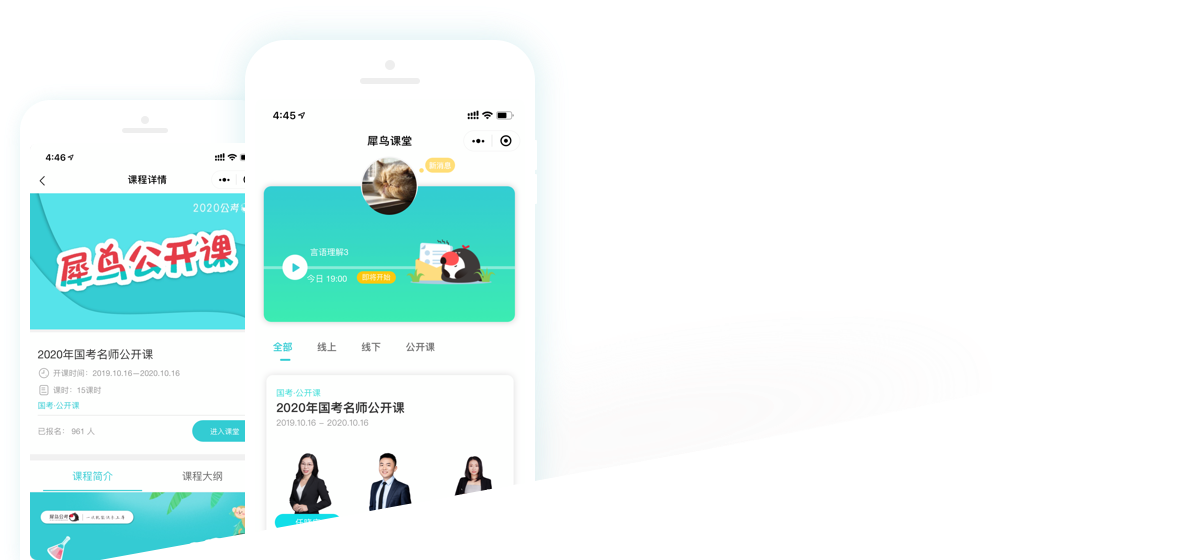 4:46
课程详情
2020公考
犀鸟公开课
2020年国考名师公开课
开课时间：2019.10.16—2020.10.16
课时：15课时
国考·公开课
已报名： 961 人
进入课堂
课程简介
课程大纲
犀鸟公考
4:45
犀鸟课堂
新消息
言语理解3
今日 19:00
即将开始
全部
线上
线下
公开课
国考·公开课
2020年国考名师公开课
2019.10.16 – 2020.10.16